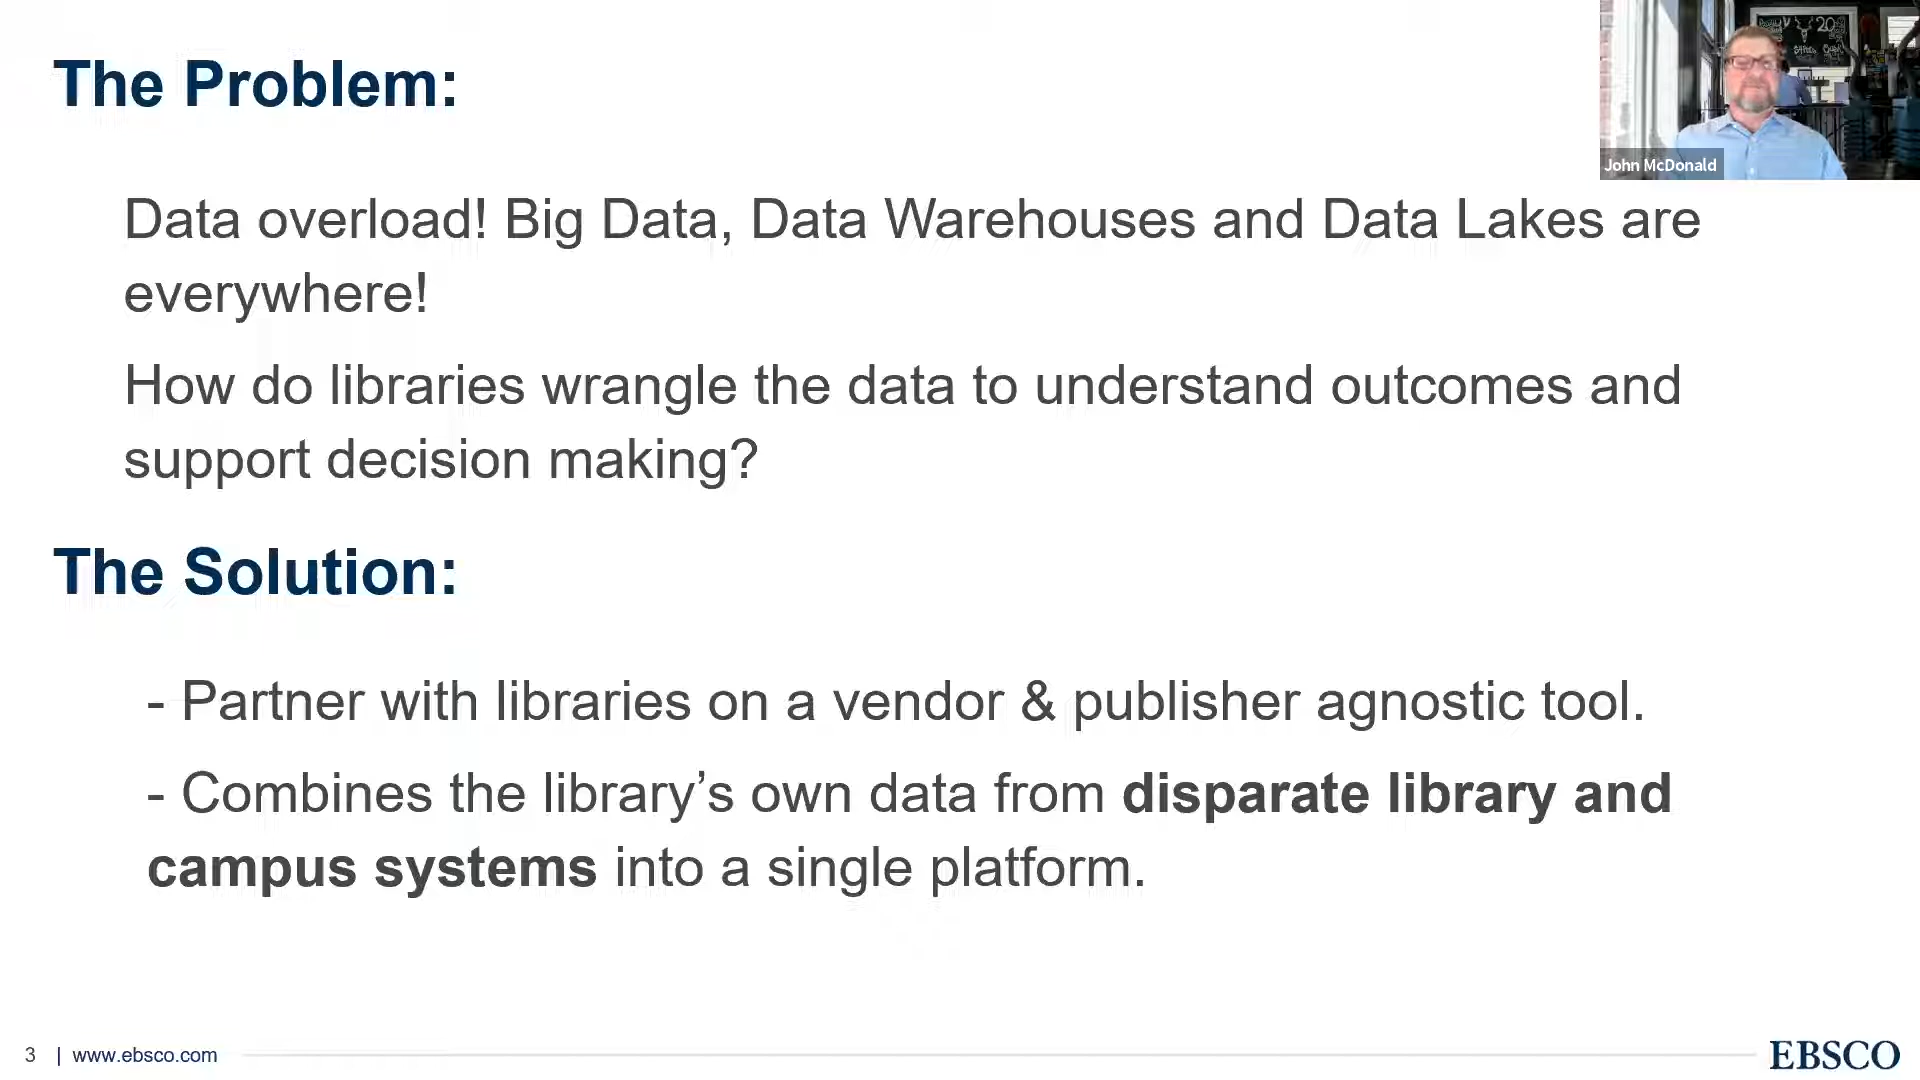 The Problem:
John McDonald
Data overload! Big Data, Data Warehouses and Data Lakes are
everywhere!
How do libraries wrangle the data to understand outcomes and
support decision making?
The Solution:
- Partner with libraries on a vendor & publisher agnostic tool.
- Combines the library’s own data from disparate library and
campus systems into a single platform.
3 | www.ebsco.com
EBSCO